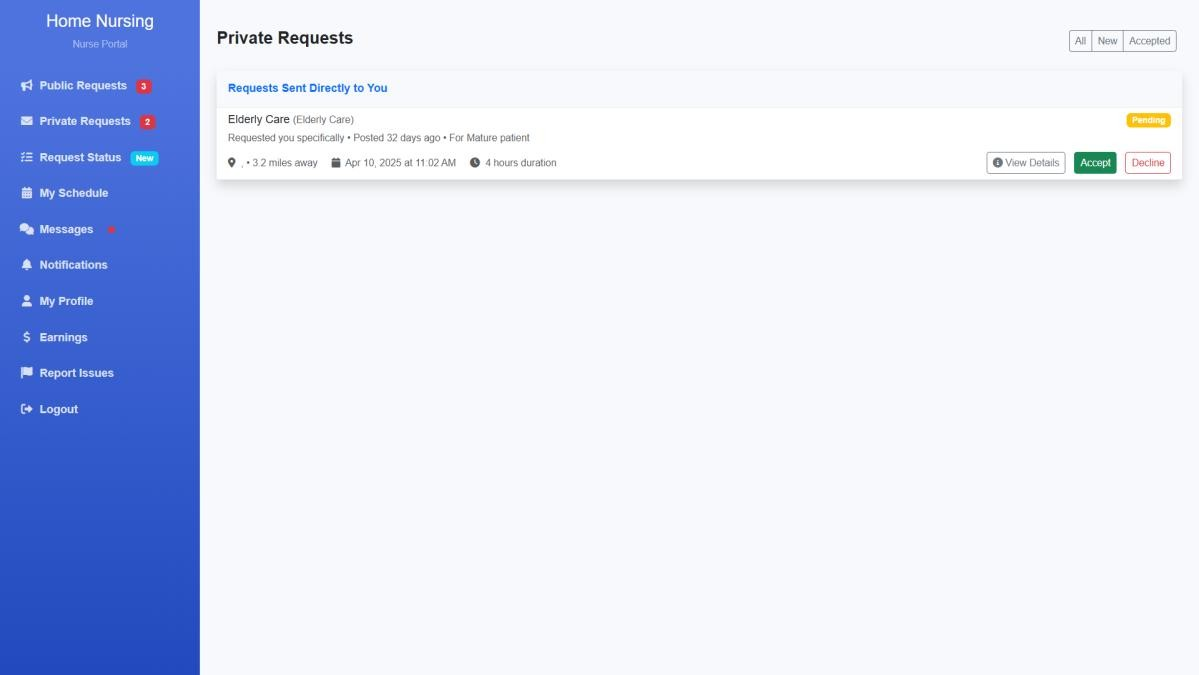 Home Nursing
Nurse Portal
Public Requests 3
Private Requests 2
Request Status New
My Schedule
Messages
Notifications
My Profile
Earnings
Report Issues
Logout
Private Requests
All New Accepted
Requests Sent Directly to You
Elderly Care (Elderly Care) Pending
Requested you specifically • Posted 32 days ago • For Mature patient
, • 3.2 miles away Apr 10, 2025 at 11:02 AM 4 hours duration View Details Accept Decline